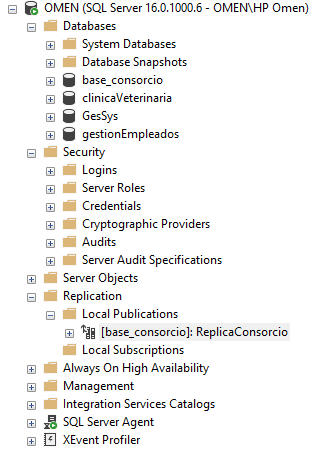 OMEN (SQL Server 16.0.1000.6 - OMEN\HP Omen)
Databases
System Databases
Database Snapshots
base_consorcio
clinicaVeterinaria
GesSys
gestionEmpleados
Security
Logins
Server Roles
Credentials
Cryptographic Providers
Audits
Server Audit Specifications
Server Objects
Replication
Local Publications
[base_consorcio]: ReplicaConsorcio
Local Subscriptions
Always On High Availability
Management
Integration Services Catalogs
SQL Server Agent
XEvent Profiler